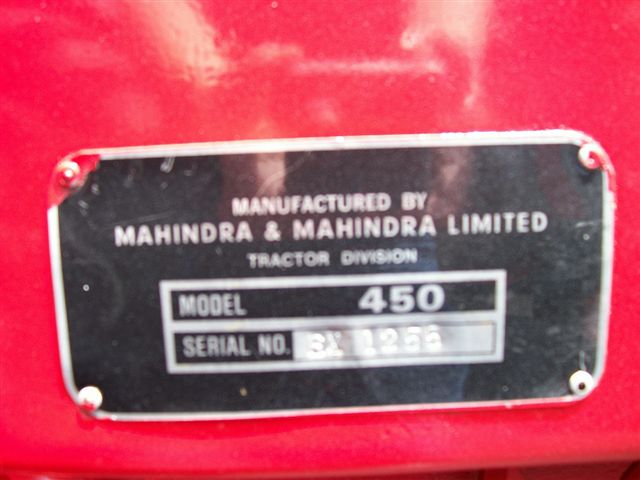 MANUFACTURED BY
MAHINDRA & MAHINDRA LIMITED
TRACTOR DIVISION
MODEL 450
SERIAL NO.